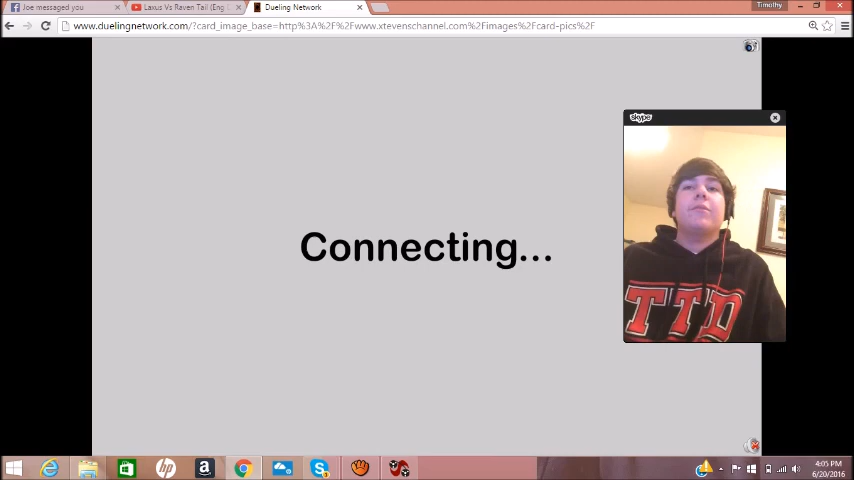 Joe messaged you
Laxus Vs Raven Tail (Eng
Dueling Network
Timothy
www.duelingnetwork.com/?card_image_base=http%3A%2F%2Fwww.xtevenschannel.com%2Fimages%2Fcard-pics%2F
skype
Connecting...
TTD
4:05 PM
6/20/2016